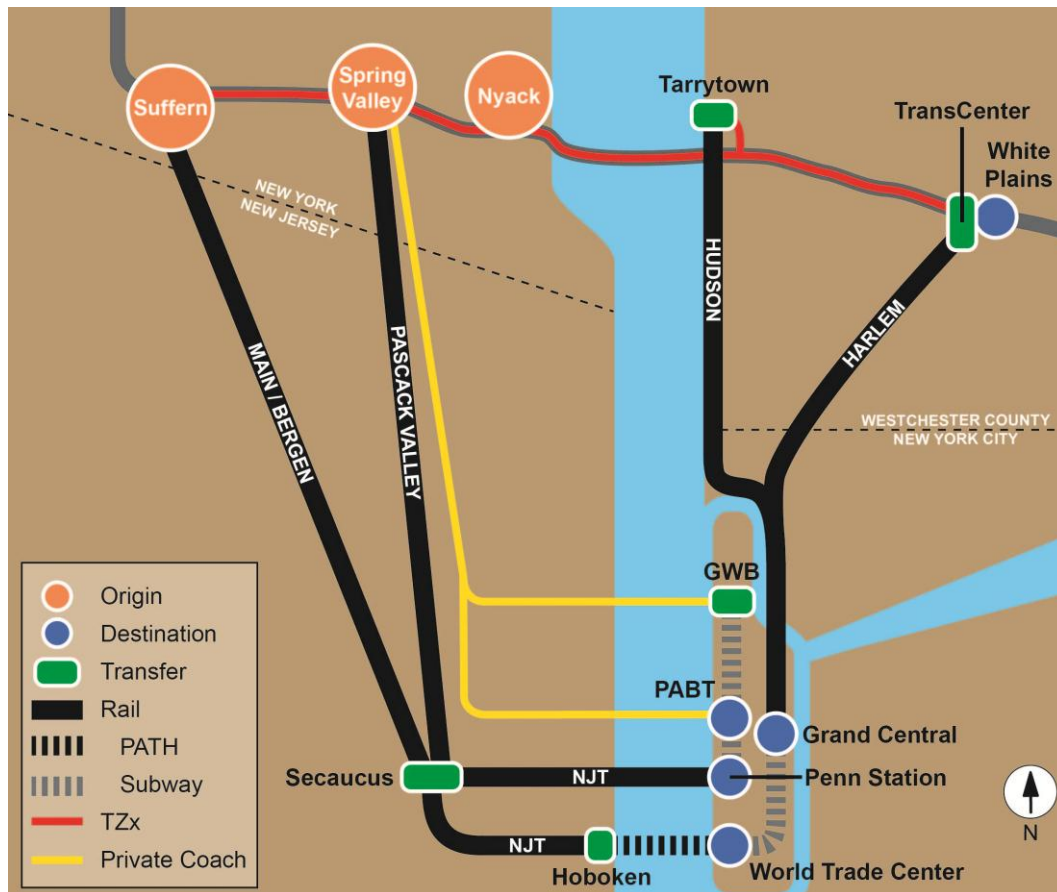 Suffern
Spring
Valley
Nyack
Tarrytown
TransCenter
White
Plains
NEW YORK
NEW JERSEY
HUDSON
HARLEM
MAIN / BERGEN
PASCACK VALLEY
WESTCHESTER COUNTY
NEW YORK CITY
GWB
PABT
Grand Central
Secaucus
NJT
Penn Station
NJT
Hoboken
World Trade Center
Origin
Destination
Transfer
Rail
PATH
Subway
TZx
Private Coach
N